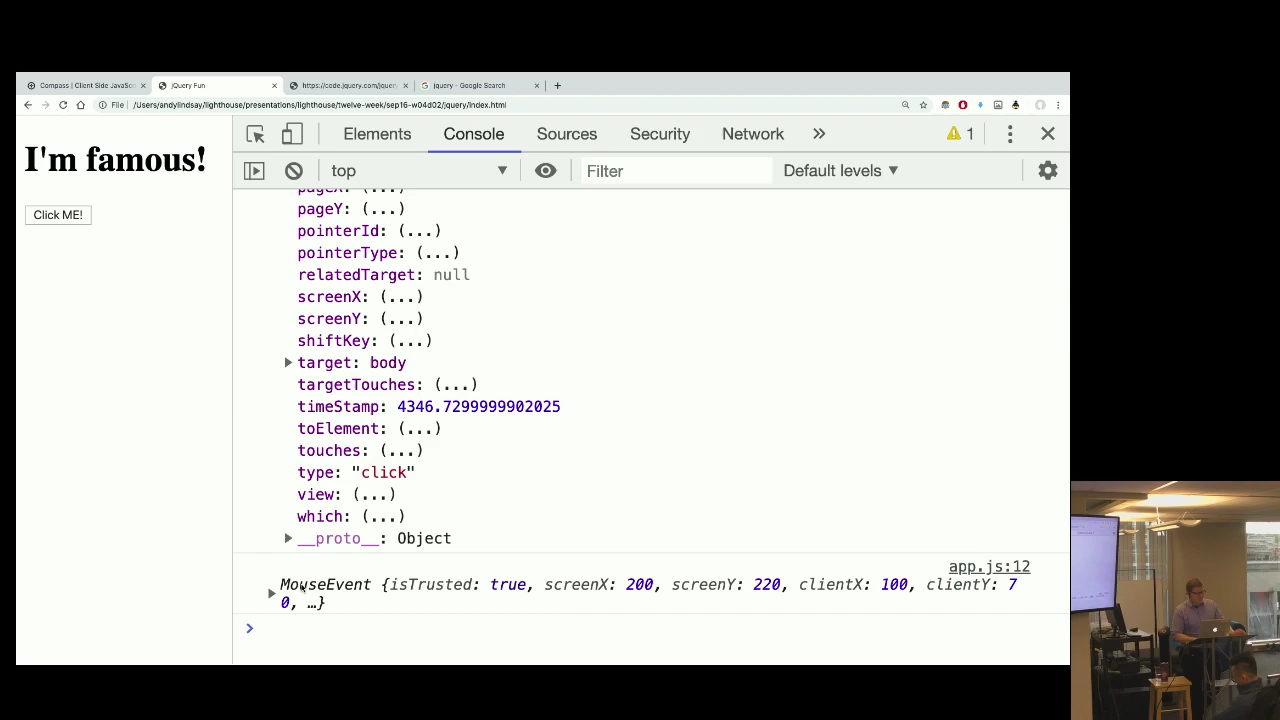 Compass | Client Side JavaScr
jQuery Fun
https://code.jquery.com/jquery
jquery - Google Search
File
/Users/andylindsay/lighthouse/presentations/lighthouse/twelve-week/sep16-w04d02/jquery/index.html
I'm famous!
Click ME!
Elements
Console
Sources
Security
Network
1
top
Filter
Default levels
pageX: (...)
pageY: (...)
pointerId: (...)
pointerType: (...)
relatedTarget: null
screenX: (...)
screenY: (...)
shiftKey: (...)
target: body
targetTouches: (...)
timeStamp: 4346.7299999902025
toElement: (...)
touches: (...)
type: "click"
view: (...)
which: (...)
__proto__: Object
app.js:12
MouseEvent {isTrusted: true, screenX: 200, screenY: 220, clientX: 100, clientY: 7
0, …}